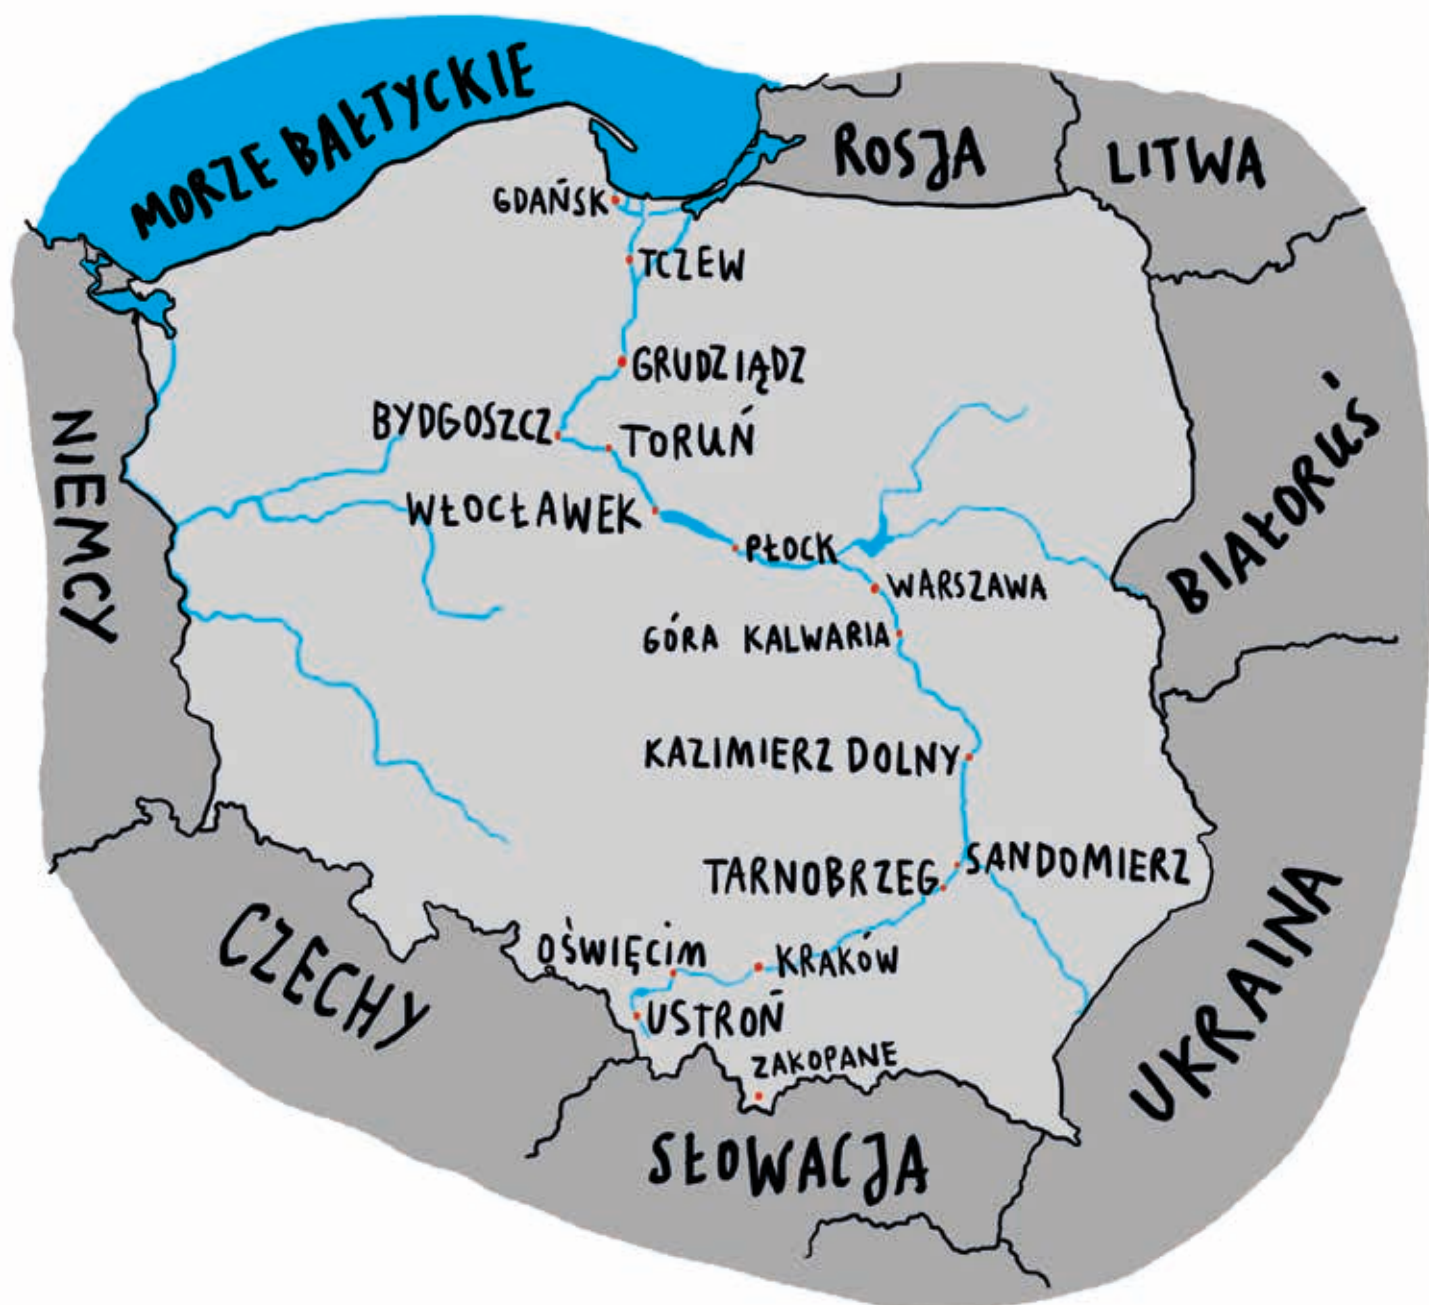 MORZE BAŁTYCKIE
ROSJA
LITWA
GDAŃSK
TCZEW
GRUDZIĄDZ
BYDGOSZCZ
TORUŃ
NIEMCY
WŁOCŁAWEK
PŁOCK
BIAŁORUŚ
WARSZAWA
GÓRA KALWARIA
KAZIMIERZ DOLNY
SANDOMIERZ
TARNOBRZEG
OŚWIĘCIM
KRAKÓW
CZECHY
USTROŃ
UKRAINA
ZAKOPANE
SŁOWACJA